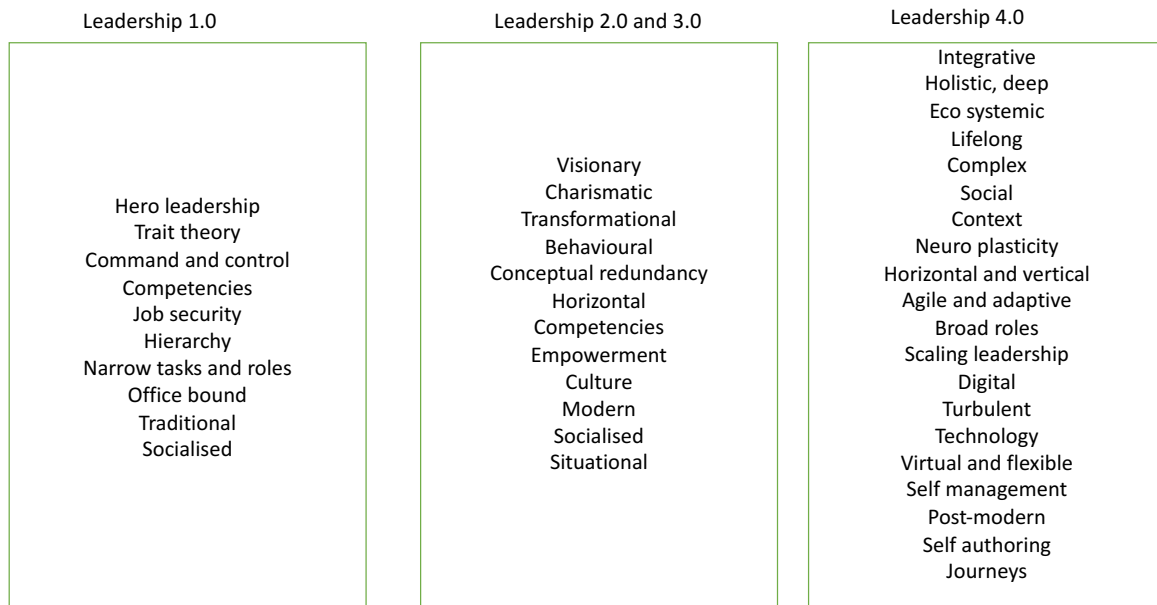 Leadership 1.0
Hero leadership
Trait theory
Command and control
Competencies
Job security
Hierarchy
Narrow tasks and roles
Office bound
Traditional
Socialised
Leadership 2.0 and 3.0
Visionary
Charismatic
Transformational
Behavioural
Conceptual redundancy
Horizontal
Competencies
Empowerment
Culture
Modern
Socialised
Situational
Leadership 4.0
Integrative
Holistic, deep
Eco systemic
Lifelong
Complex
Social
Context
Neuro plasticity
Horizontal and vertical
Agile and adaptive
Broad roles
Scaling leadership
Digital
Turbulent
Technology
Virtual and flexible
Self management
Post-modern
Self authoring
Journeys